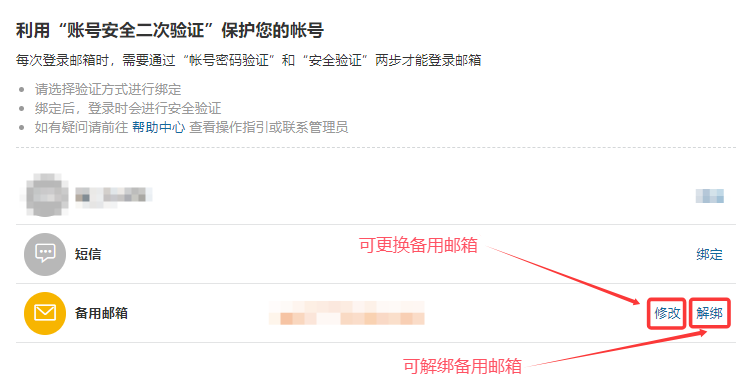 利用“账号安全二次验证”保护您的帐号
每次登录邮箱时，需要通过“帐号密码验证”和“安全验证”两步才能登录邮箱
请选择验证方式进行绑定
绑定后，登录时会进行安全验证
如有疑问请前往 帮助中心 查看操作指引或联系管理员
可更换备用邮箱
短信 绑定
备用邮箱 修改 解绑
可解绑备用邮箱